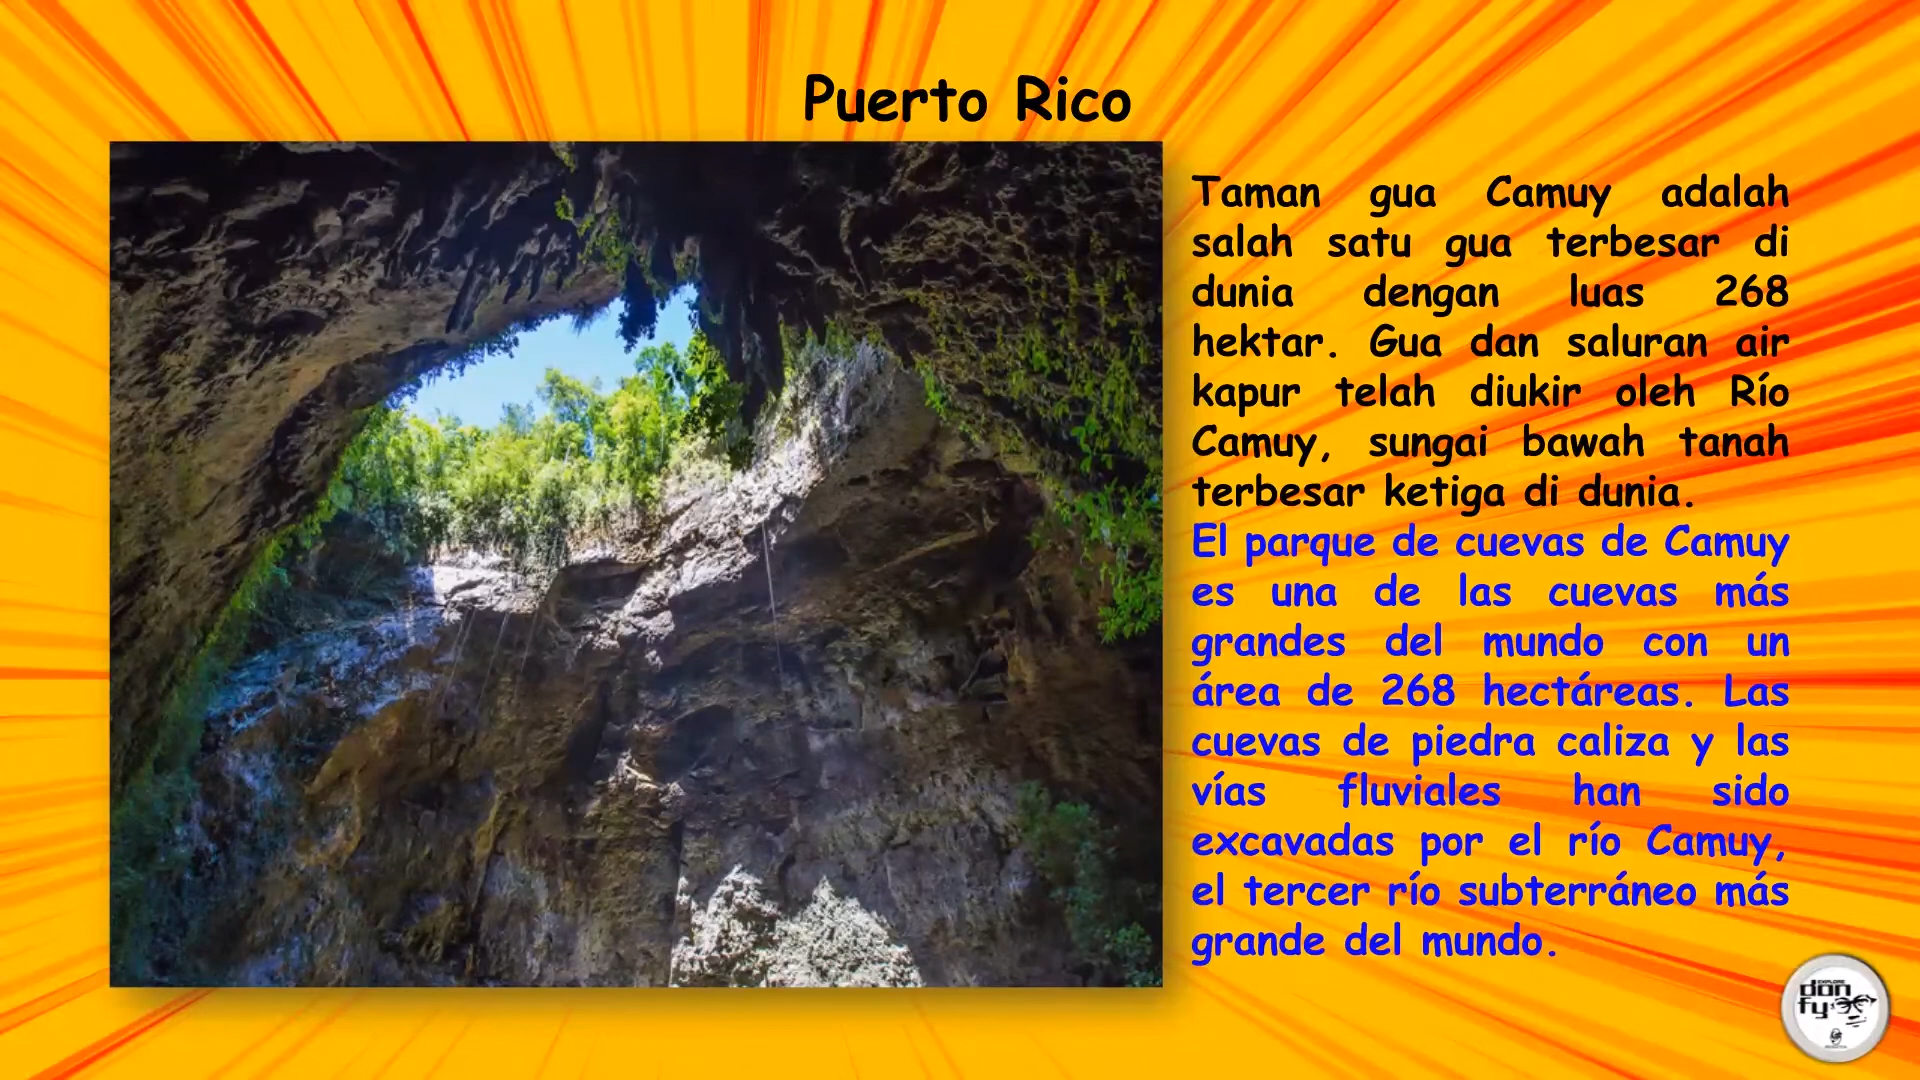 Puerto Rico
Taman gua Camuy adalah
salah satu gua terbesar di
dunia dengan luas 268
hektar. Gua dan saluran air
kapur telah diukir oleh Río
Camuy, sungai bawah tanah
terbesar ketiga di dunia.
El parque de cuevas de Camuy
es una de las cuevas más
grandes del mundo con un
área de 268 hectáreas. Las
cuevas de piedra caliza y las
vías fluviales han sido
excavadas por el río Camuy,
el tercer río subterráneo más
grande del mundo.
don
fy